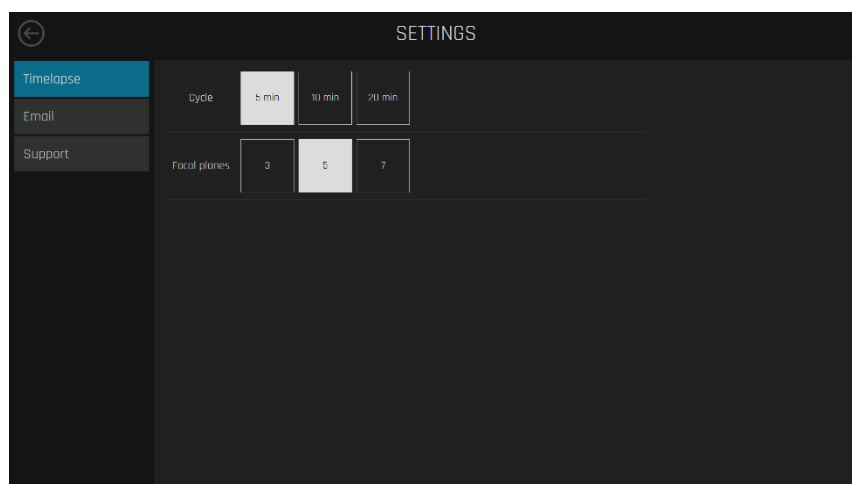 SETTINGS
Timelapse
Email
Support
Cycle 5 min 10 min 20 min
Focal planes 3 5 7